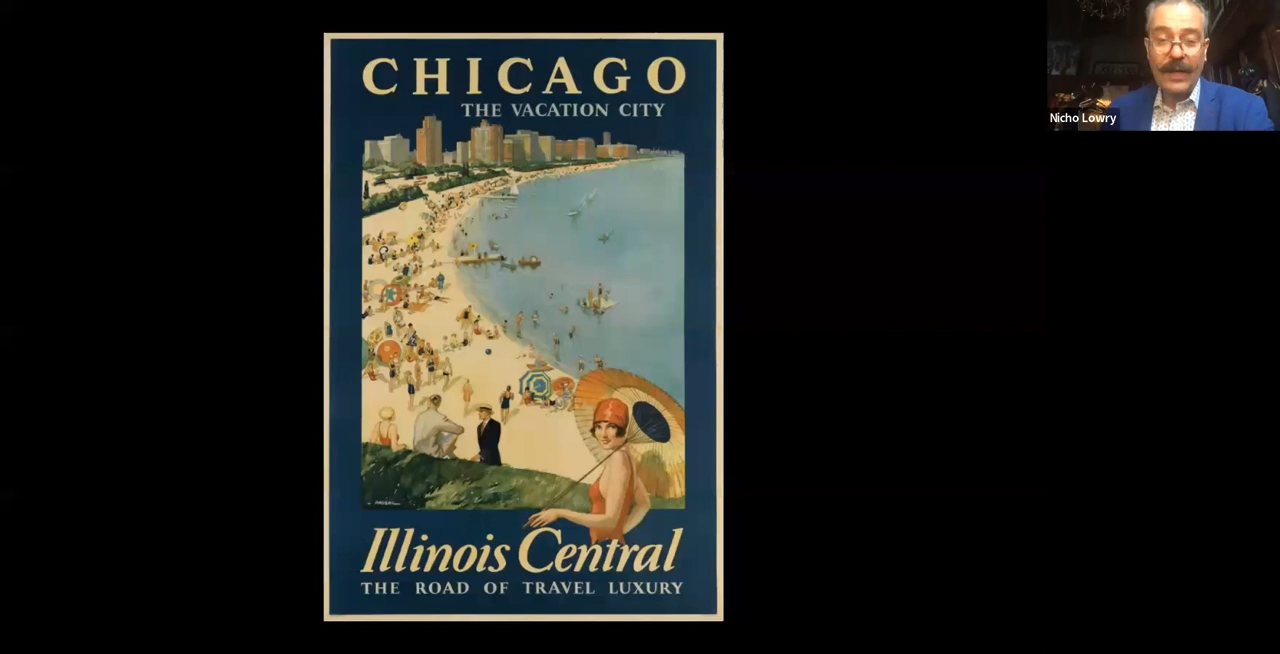 CHICAGO
THE VACATION CITY
Illinois Central
THE ROAD OF TRAVEL LUXURY
Nicho Lowry